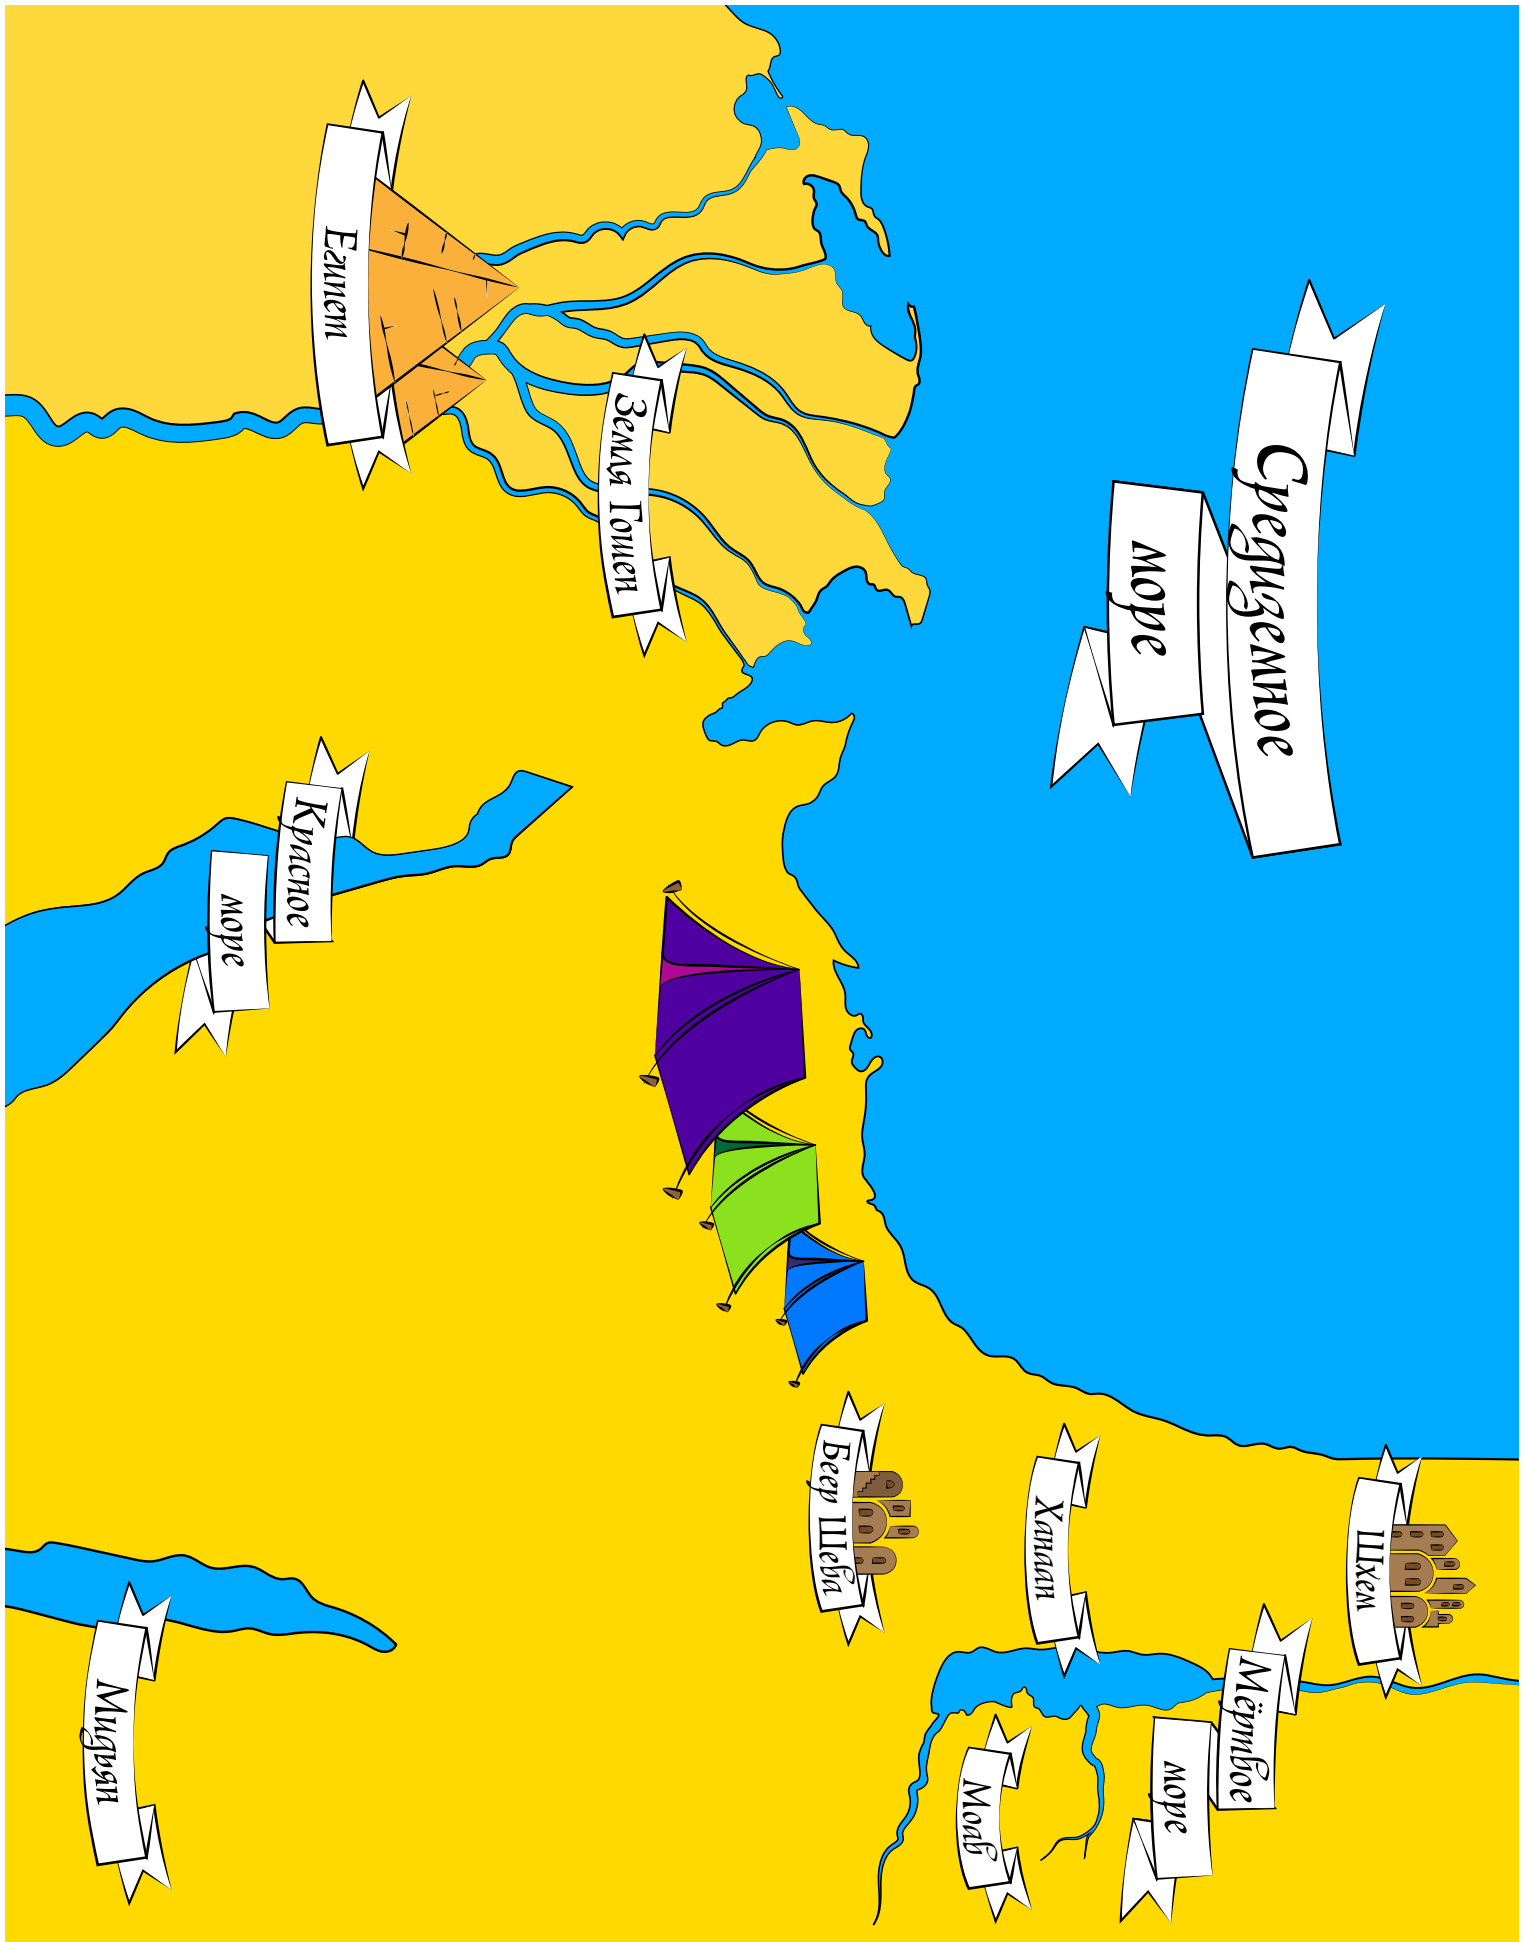 Средиземное
море
Шхем
Ханаан
Мёртвое
море
Моав
Беер Шева
Земля Гошен
Египет
Красное
море
Мидьян